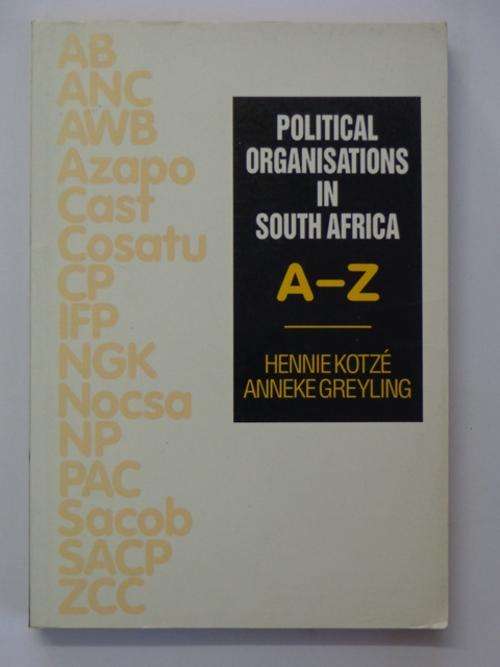 AB
ANC
AWB
Azapo
Cast
Cosatu
CP
IFP
NGK
Nocsa
NP
PAC
Sacob
SACP
ZCC
POLITICAL
ORGANISATIONS
IN
SOUTH AFRICA
A–Z
HENNIE KOTZÉ
ANNEKE GREYLING